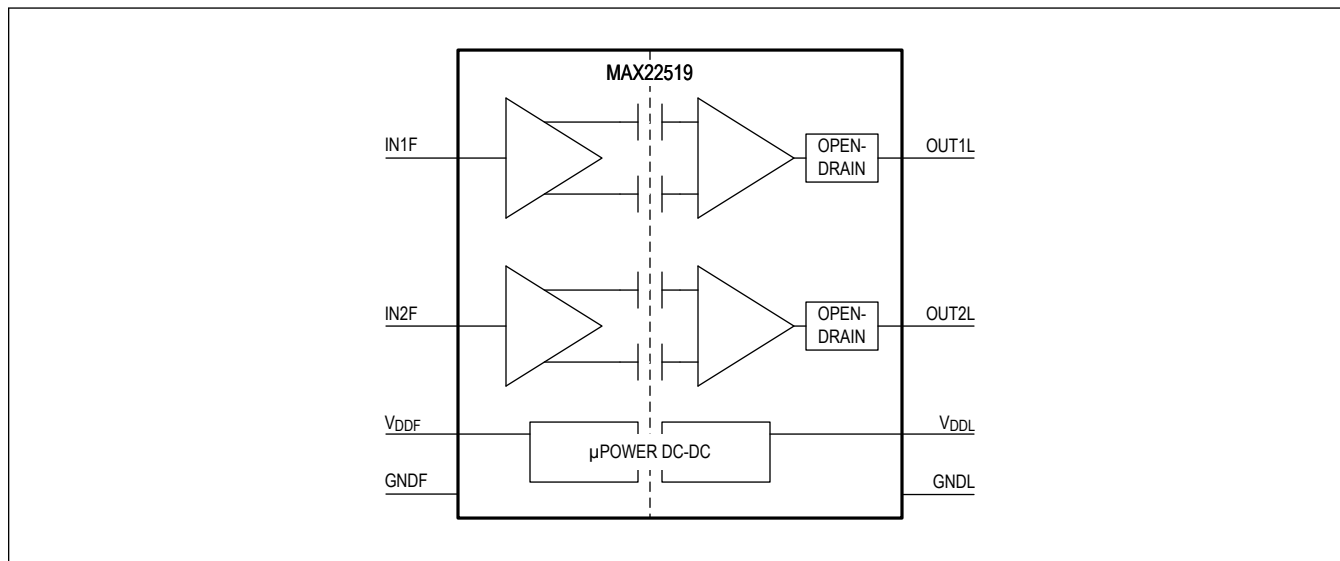 MAX22519
IN1F
OPEN-
DRAIN
OUT1L
IN2F
OPEN-
DRAIN
OUT2L
VDDF
µPOWER DC-DC
VDDL
GNDF
GNDL